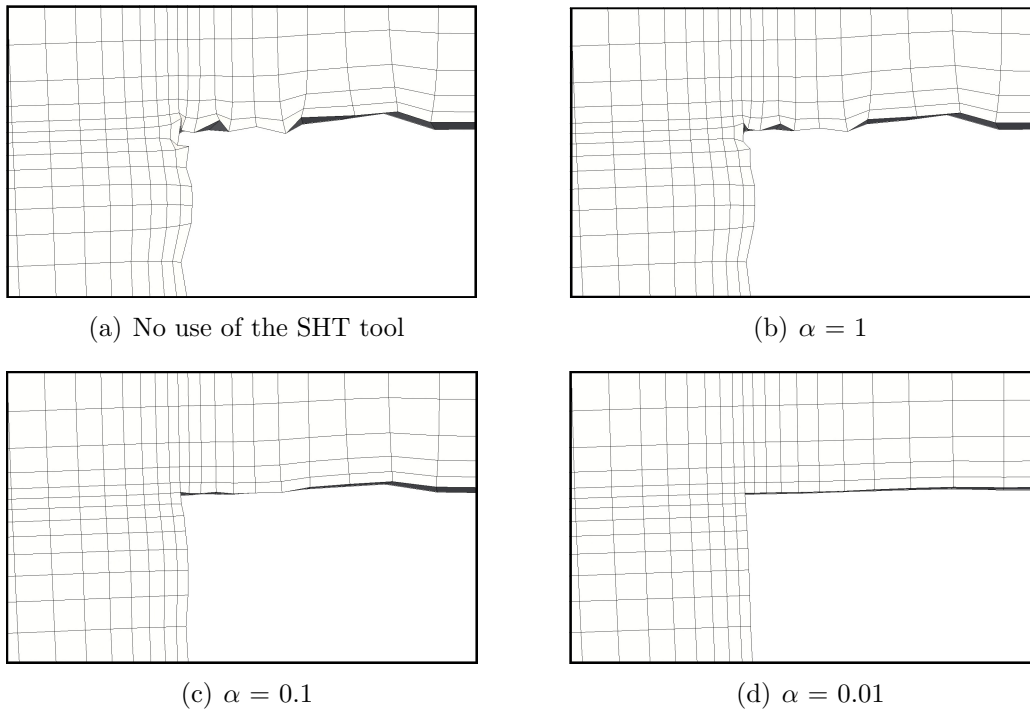 (a) No use of the SHT tool
(b) α = 1
(c) α = 0.1
(d) α = 0.01